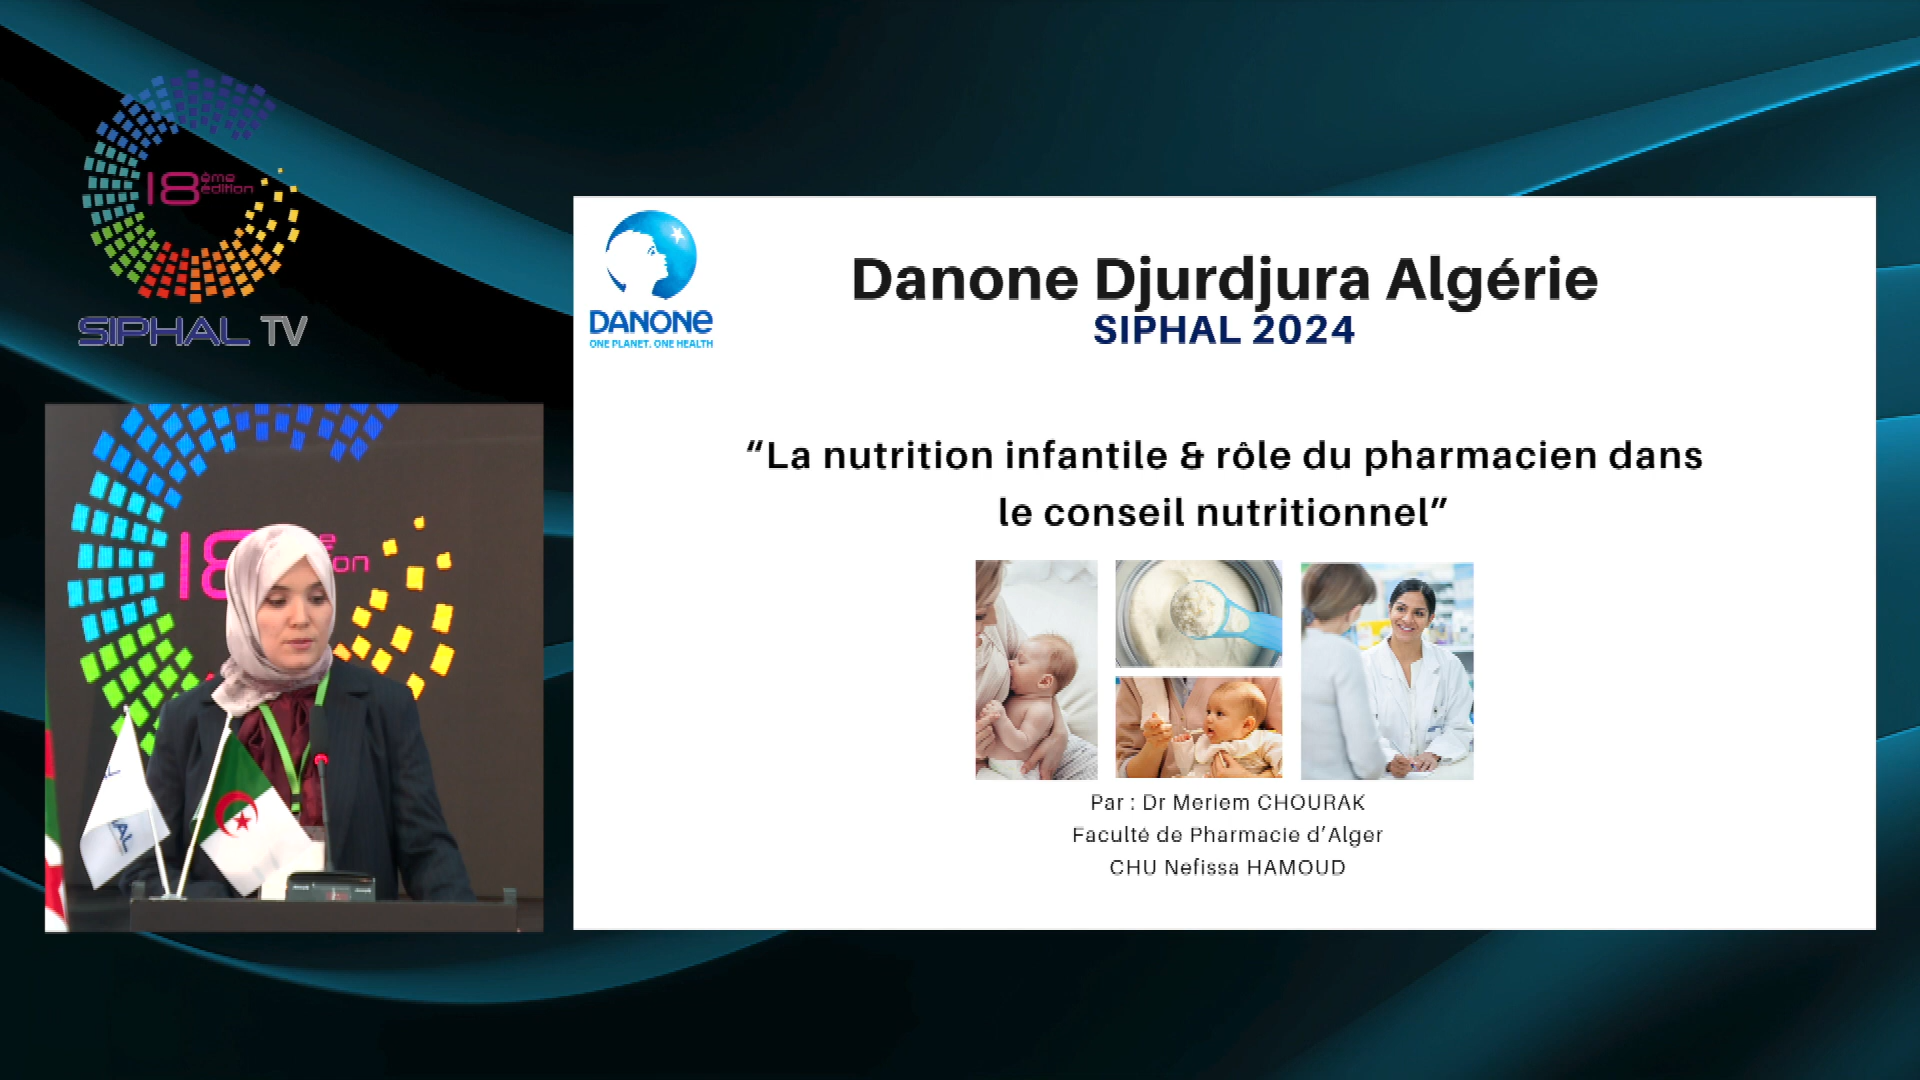 18ème
édition
SIPHAL TV
DANONE
ONE PLANET. ONE HEALTH
Danone Djurdjura Algérie
SIPHAL 2024
“La nutrition infantile & rôle du pharmacien dans
le conseil nutritionnel”
Par : Dr Meriem CHOURAK
Faculté de Pharmacie d’Alger
CHU Nefissa HAMOUD
18